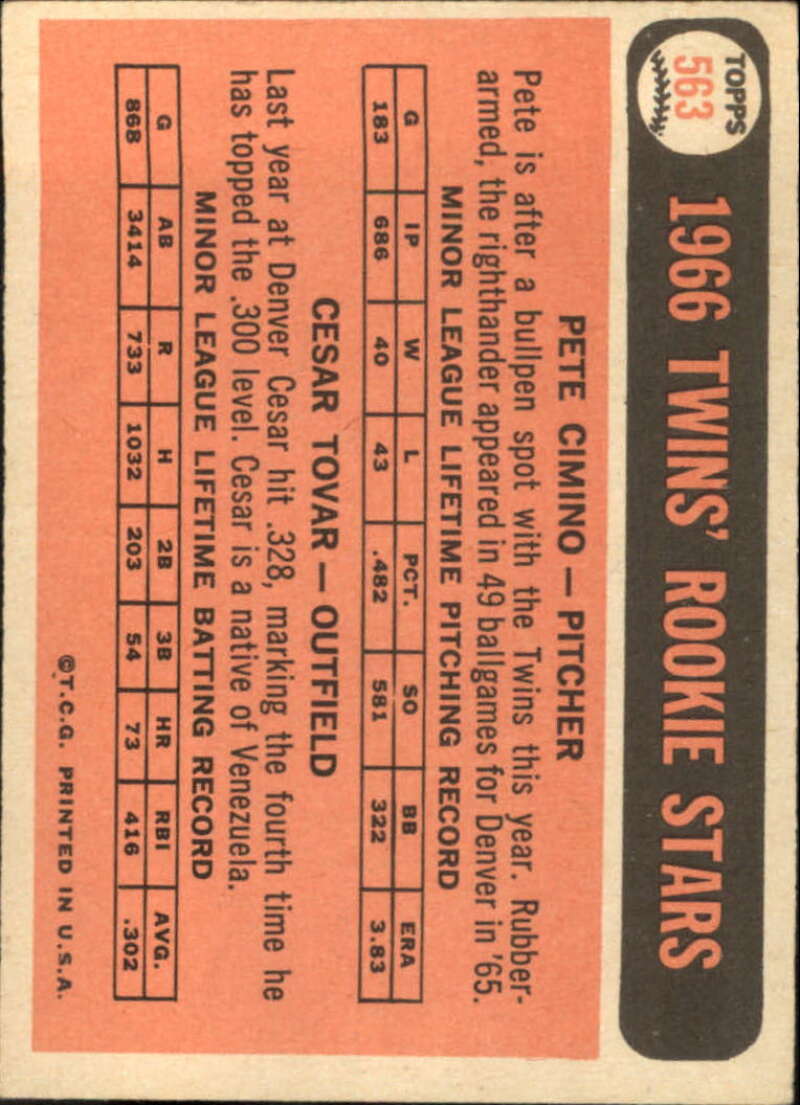 TOPPS
563
1966 TWINS' ROOKIE STARS
PETE CIMINO — PITCHER
Pete is after a bullpen spot with the Twins this year. Rubber-
armed, the righthander appeared in 49 ballgames for Denver in '65.
MINOR LEAGUE LIFETIME PITCHING RECORD
G IP W L PCT. SO BB ERA
183 686 40 43 .482 581 322 3.83
CESAR TOVAR — OUTFIELD
Last year at Denver Cesar hit .328, marking the fourth time he
has topped the .300 level. Cesar is a native of Venezuela.
MINOR LEAGUE LIFETIME BATTING RECORD
G AB R H 2B 3B HR RBI AVG.
868 3414 733 1032 203 54 73 416 .302
©T.C.G. PRINTED IN U.S.A.